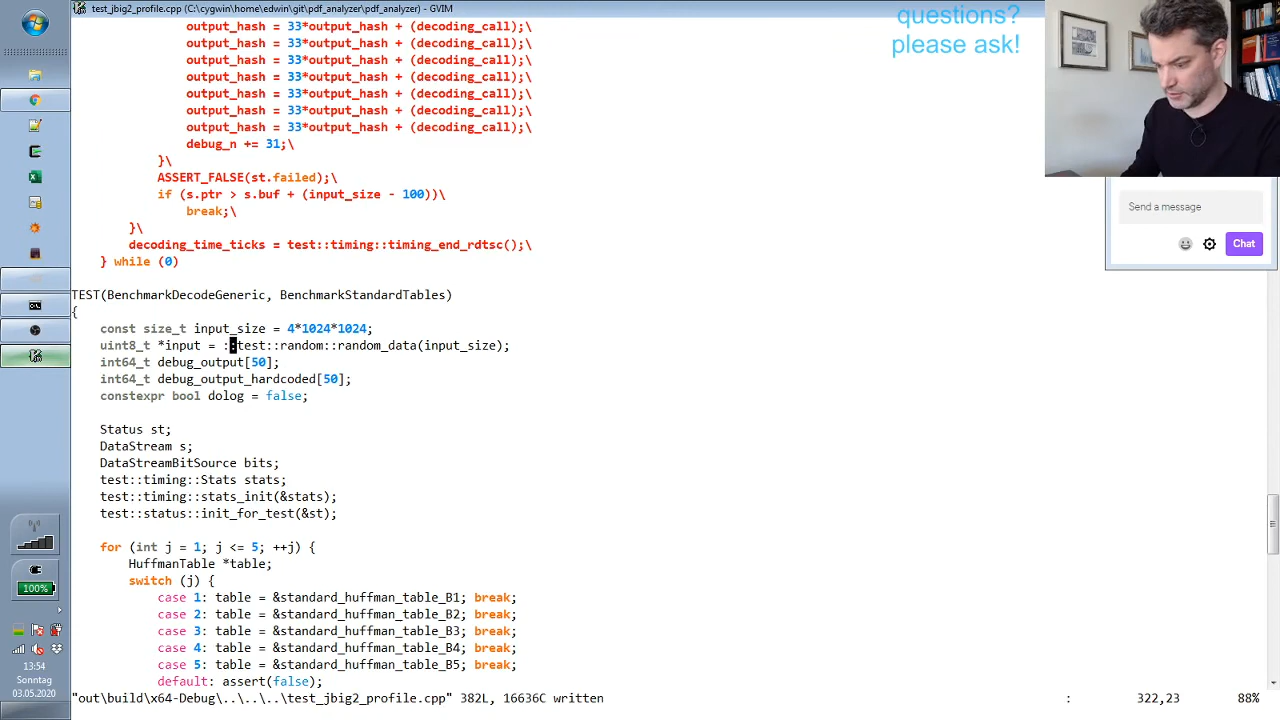 test_jbig2_profile.cpp (C:\cygwin\home\edwin\git\pdf_analyzer\pdf_analyzer) - GVIM
questions?
please ask!
output_hash = 33*output_hash + (decoding_call);\
output_hash = 33*output_hash + (decoding_call);\
output_hash = 33*output_hash + (decoding_call);\
output_hash = 33*output_hash + (decoding_call);\
output_hash = 33*output_hash + (decoding_call);\
output_hash = 33*output_hash + (decoding_call);\
output_hash = 33*output_hash + (decoding_call);\
debug_n += 31;\
}\
ASSERT_FALSE(st.failed);\
if (s.ptr > s.buf + (input_size - 100))\
break;\
}\
decoding_time_ticks = test::timing::timing_end_rdtsc();\
} while (0)
TEST(BenchmarkDecodeGeneric, BenchmarkStandardTables)
{
const size_t input_size = 4*1024*1024;
uint8_t *input = ::test::random::random_data(input_size);
int64_t debug_output[50];
int64_t debug_output_hardcoded[50];
constexpr bool dolog = false;
Status st;
DataStream s;
DataStreamBitSource bits;
test::timing::Stats stats;
test::timing::stats_init(&stats);
test::status::init_for_test(&st);
for (int j = 1; j <= 5; ++j) {
HuffmanTable *table;
switch (j) {
case 1: table = &standard_huffman_table_B1; break;
case 2: table = &standard_huffman_table_B2; break;
case 3: table = &standard_huffman_table_B3; break;
case 4: table = &standard_huffman_table_B4; break;
case 5: table = &standard_huffman_table_B5; break;
default: assert(false);
"out\build\x64-Debug\..\..\..\test_jbig2_profile.cpp" 382L, 16636C written
:
322,23
88%
Send a message
Chat
100%
13:54
Sonntag
03.05.2020